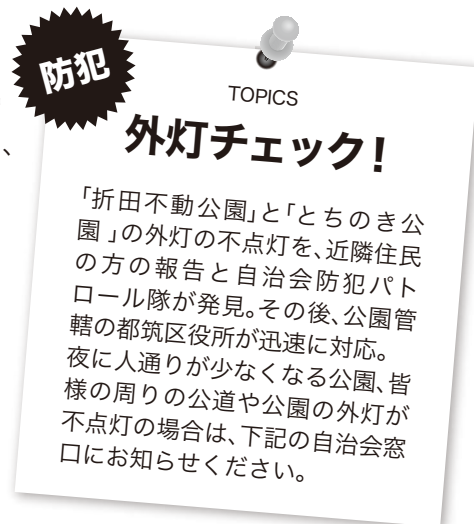 防犯
TOPICS
外灯チェック！
「折田不動公園」と「とちのき公
園 」の外灯の不点灯を、近隣住民
の方の報告と自治会防犯パト
ロール隊が発見。その後、公園管
轄の都筑区役所が迅速に対応。
夜に人通りが少なくなる公園、皆
様の周りの公道や公園の外灯が
不点灯の場合は、下記の自治会窓
口にお知らせください。
、